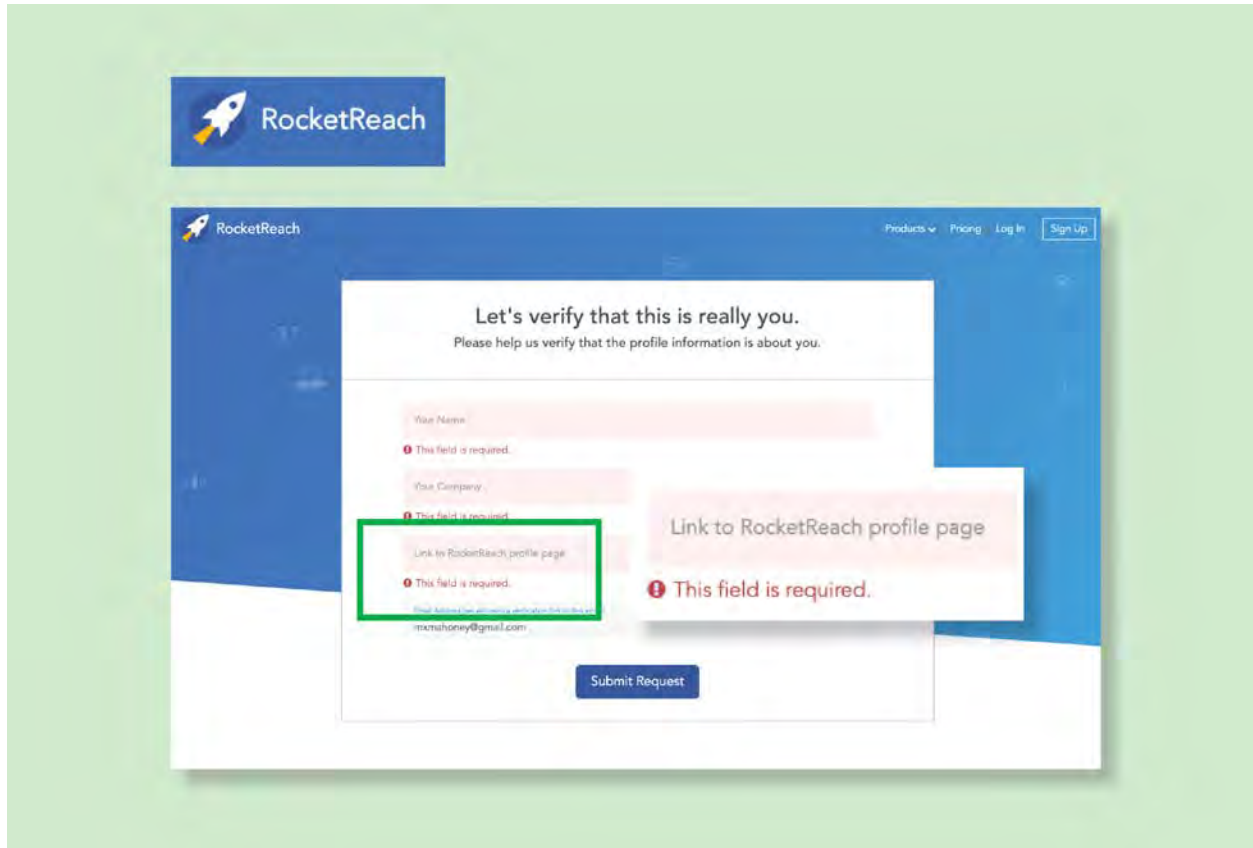 RocketReach
RocketReach
Products Pricing Log In Sign Up
Let's verify that this is really you.
Please help us verify that the profile information is about you.
Your Name
This field is required.
Your Company
This field is required.
Link to RocketReach profile page
This field is required.
Link to RocketReach profile page
This field is required.
mxmahoney@gmail.com
Submit Request